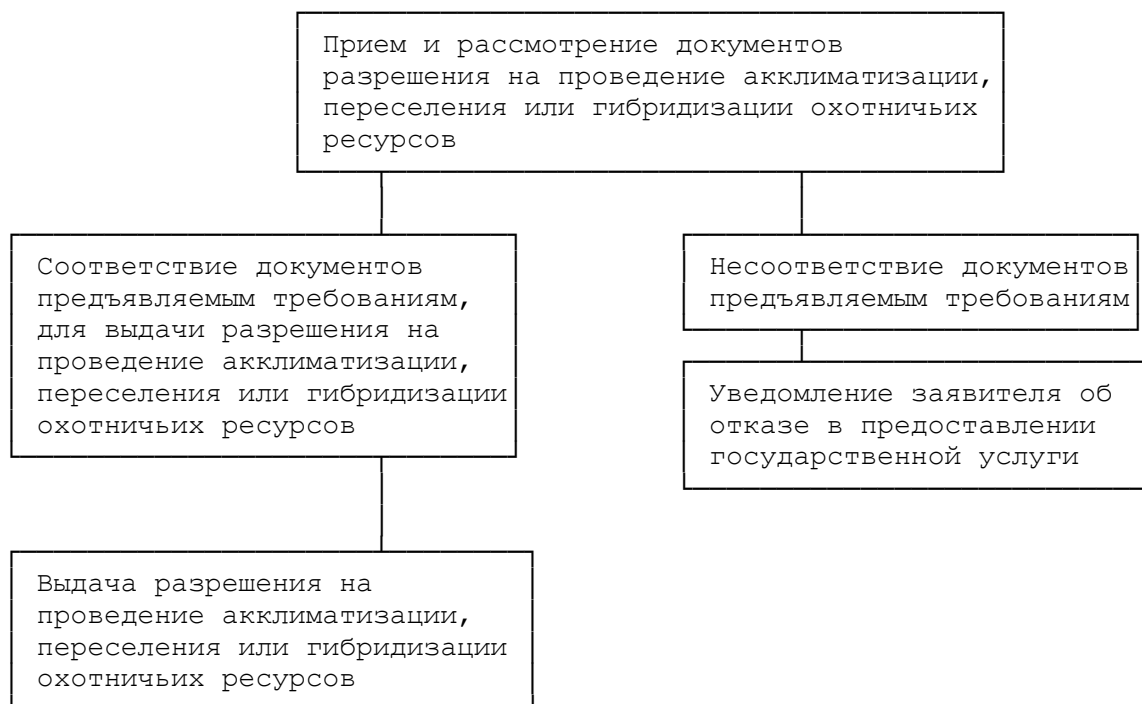 Прием и рассмотрение документов
разрешения на проведение акклиматизации,
переселения или гибридизации охотничьих
ресурсов
Соответствие документов
предъявляемым требованиям,
для выдачи разрешения на
проведение акклиматизации,
переселения или гибридизации
охотничьих ресурсов
Несоответствие документов
предъявляемым требованиям
Уведомление заявителя об
отказе в предоставлении
государственной услуги
Выдача разрешения на
проведение акклиматизации,
переселения или гибридизации
охотничьих ресурсов